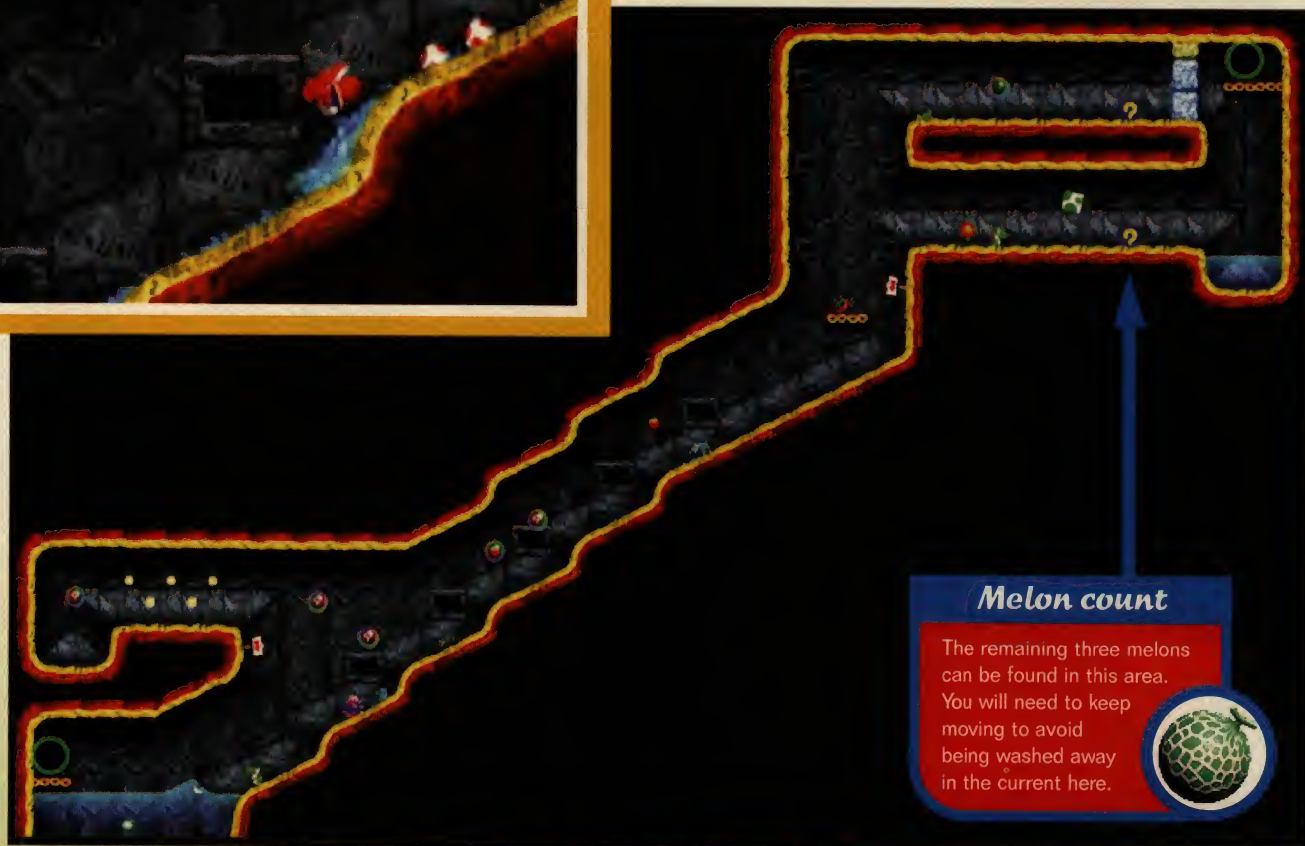 ?
?
Melon count
The remaining three melons
can be found in this area.
You will need to keep
moving to avoid
being washed away
in the current here.